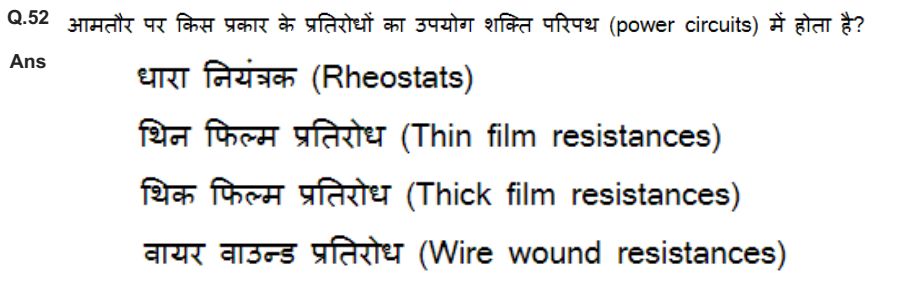 Q.52 आमतौर पर किस प्रकार के प्रतिरोधों का उपयोग शक्ति परिपथ (power circuits) में होता है?
Ans
धारा नियंत्रक (Rheostats)
थिन फिल्म प्रतिरोध (Thin film resistances)
थिक फिल्म प्रतिरोध (Thick film resistances)
वायर वाउन्ड प्रतिरोध (Wire wound resistances)